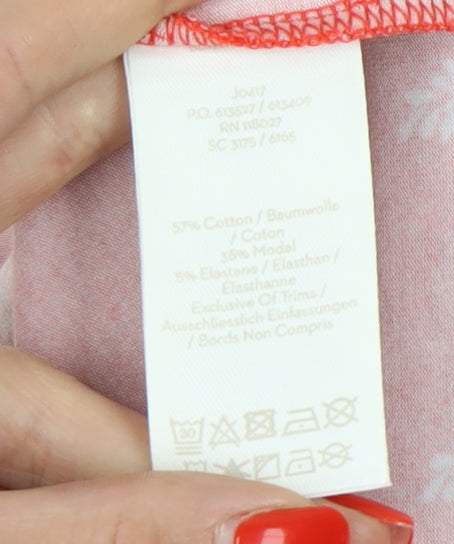 J0417
P.O. 613527 / 613409
RN 118027
SC 3175 / 6165
57% Cotton / Baumwolle
/ Coton
38% Modal
5% Elastane / Elasthan /
Elasthanne
Exclusive Of Trims /
Ausschliesslich Einfassungen
/ Bords Non Compris
30